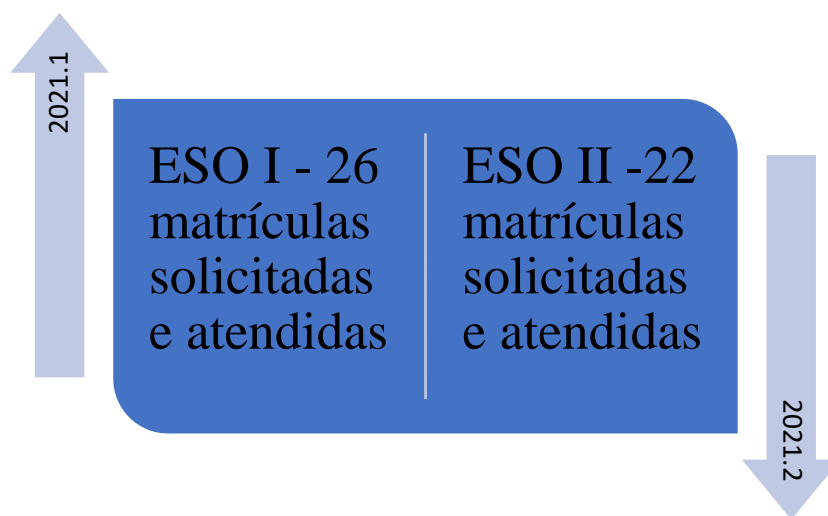 2021.1
ESO I - 26
matrículas
solicitadas
e atendidas
ESO II -22
matrículas
solicitadas
e atendidas
2021.2